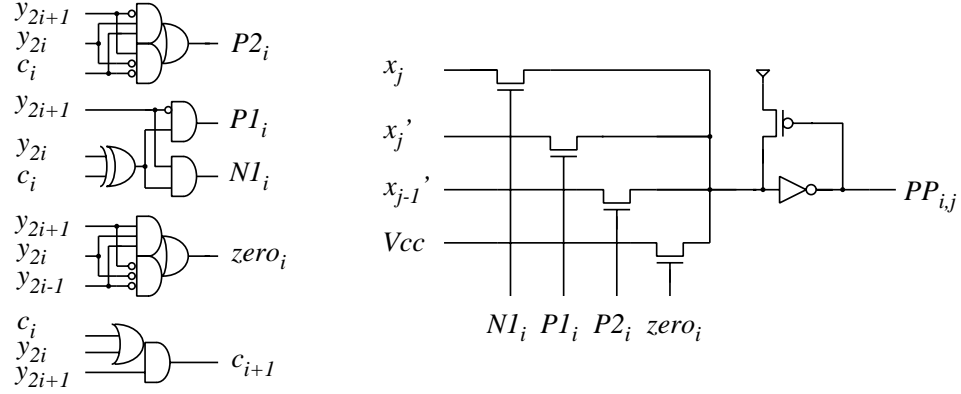 y2i+1
y2i
ci
P2i
y2i+1
P1i
y2i
ci
N1i
y2i+1
y2i
y2i-1
zeroi
ci
y2i
y2i+1
ci+1
xj
xj'
xj-1'
Vcc
PPi,j
N1i P1i P2i zeroi